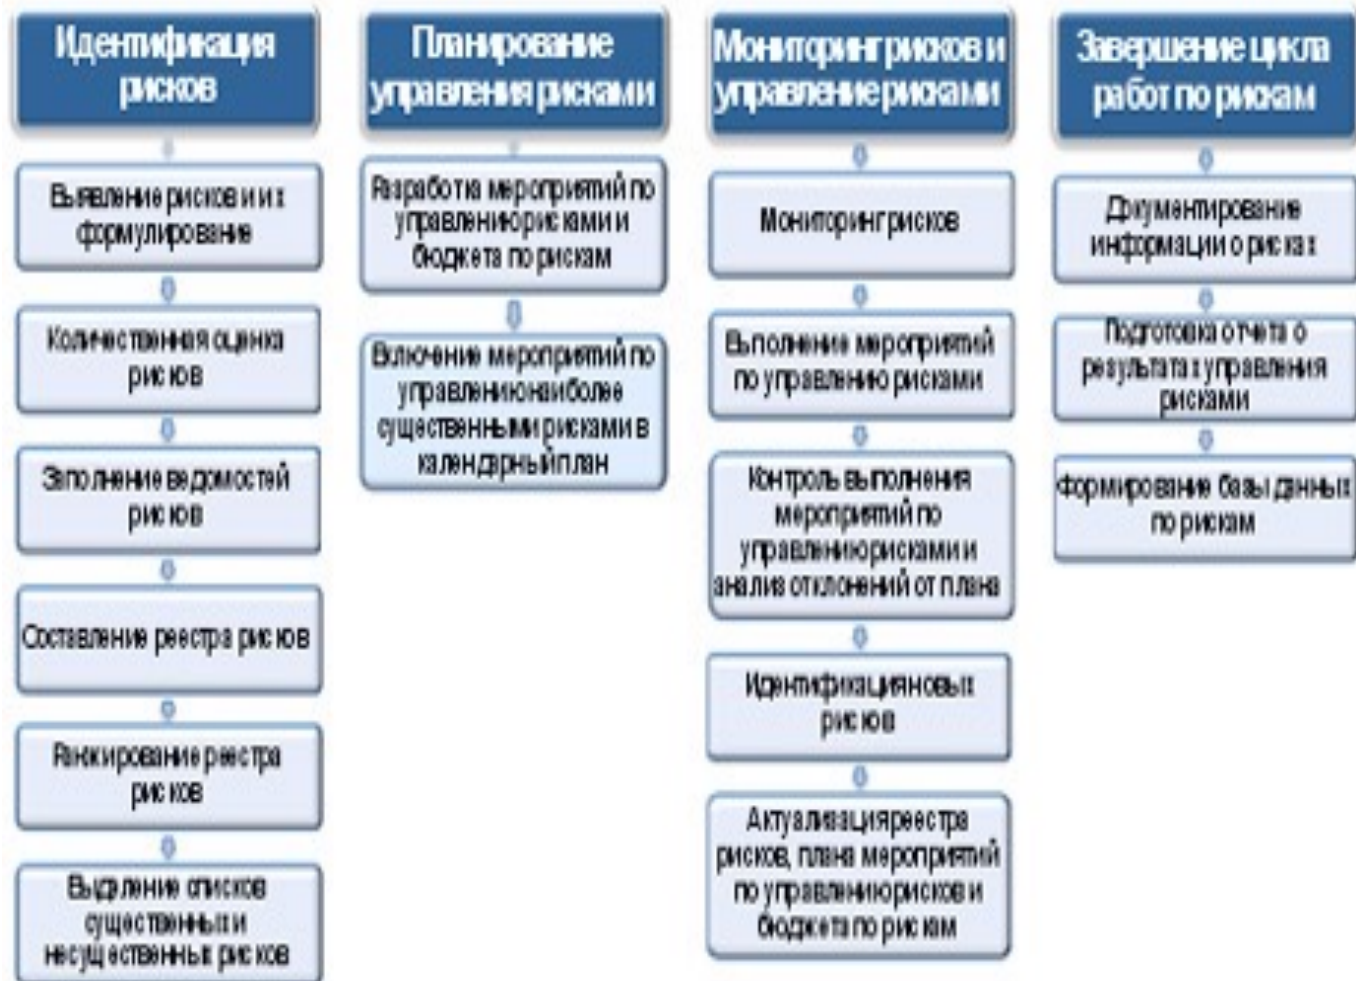 Идентификация
рисков
Выявление рисков и их
формулирование
Количественная оценка
рисков
Заполнение ведомостей
рисков
Составление реестра рисков
Ранжирование реестра
рисков
Выделение списков
существенных и
несущественных рисков
Планирование
управления рисками
Разработка мероприятий по
управлению рисками и
бюджета по рискам
Включение мероприятий по
управлению наиболее
существенными рисками в
календарный план
Мониторинг рисков и
управление рисками
Мониторинг рисков
Выполнение мероприятий
по управлению рисками
Контроль выполнения
мероприятий по
управлению рисками и
анализ отклонений от плана
Идентификация новых
рисков
Актуализация реестра
рисков, плана мероприятий
по управлению рисков и
бюджета по рискам
Завершение цикла
работ по рискам
Документирование
информации о рисках
Подготовка отчета о
результатах управления
рисками
Формирование базы данных
по рискам